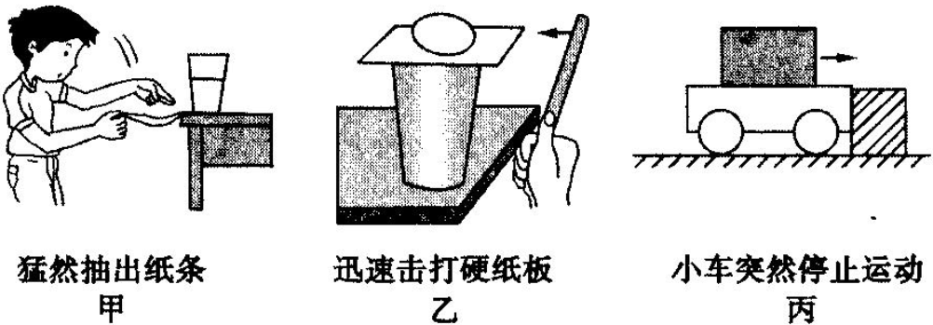 猛然抽出纸条
甲
迅速击打硬纸板
乙
小车突然停止运动
丙